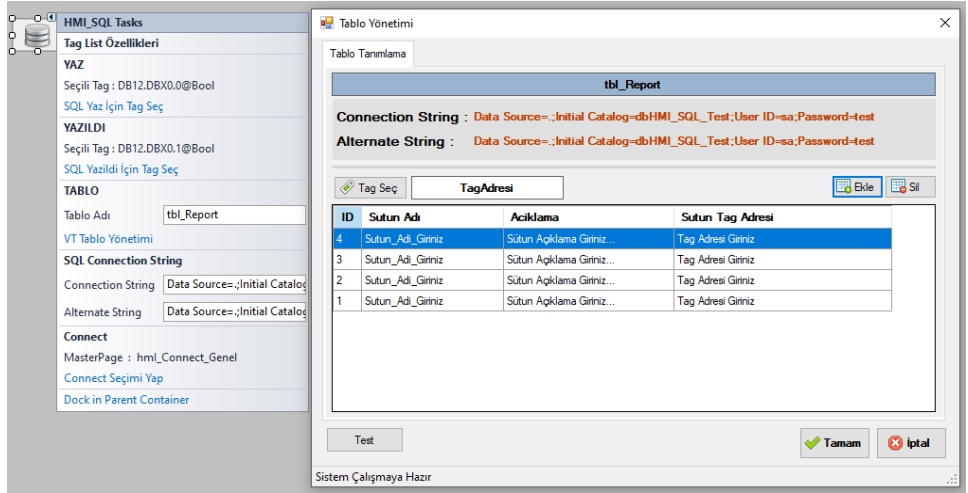 HMI_SQL Tasks
Tag List Özellikleri
YAZ
Seçili Tag : DB12.DBX0.0@Bool
SQL Yaz İçin Tag Seç
YAZILDI
Seçili Tag : DB12.DBX0.1@Bool
SQL Yazildi İçin Tag Seç
TABLO
Tablo Adı tbl_Report
VT Tablo Yönetimi
SQL Connection String
Connection String Data Source=.;Initial Catalog
Alternate String Data Source=.;Initial Catalog
Connect
MasterPage : hml_Connect_Genel
Connect Seçimi Yap
Dock in Parent Container
Tablo Yönetimi
Tablo Tanımlama
tbl_Report
Connection String : Data Source=.;Initial Catalog=dbHMI_SQL_Test;User ID=sa;Password=test
Alternate String : Data Source=.;Initial Catalog=dbHMI_SQL_Test;User ID=sa;Password=test
Tag Seç TagAdresi Ekle Sil
ID Sutun Adı Aciklama Sutun Tag Adresi
4 Sutun_Adi_Giriniz Sütun Açıklama Giriniz... Tag Adresi Giriniz
3 Sutun_Adi_Giriniz Sütun Açıklama Giriniz... Tag Adresi Giriniz
2 Sutun_Adi_Giriniz Sütun Açıklama Giriniz... Tag Adresi Giriniz
1 Sutun_Adi_Giriniz Sütun Açıklama Giriniz... Tag Adresi Giriniz
Test Tamam İptal
Sistem Çalışmaya Hazır